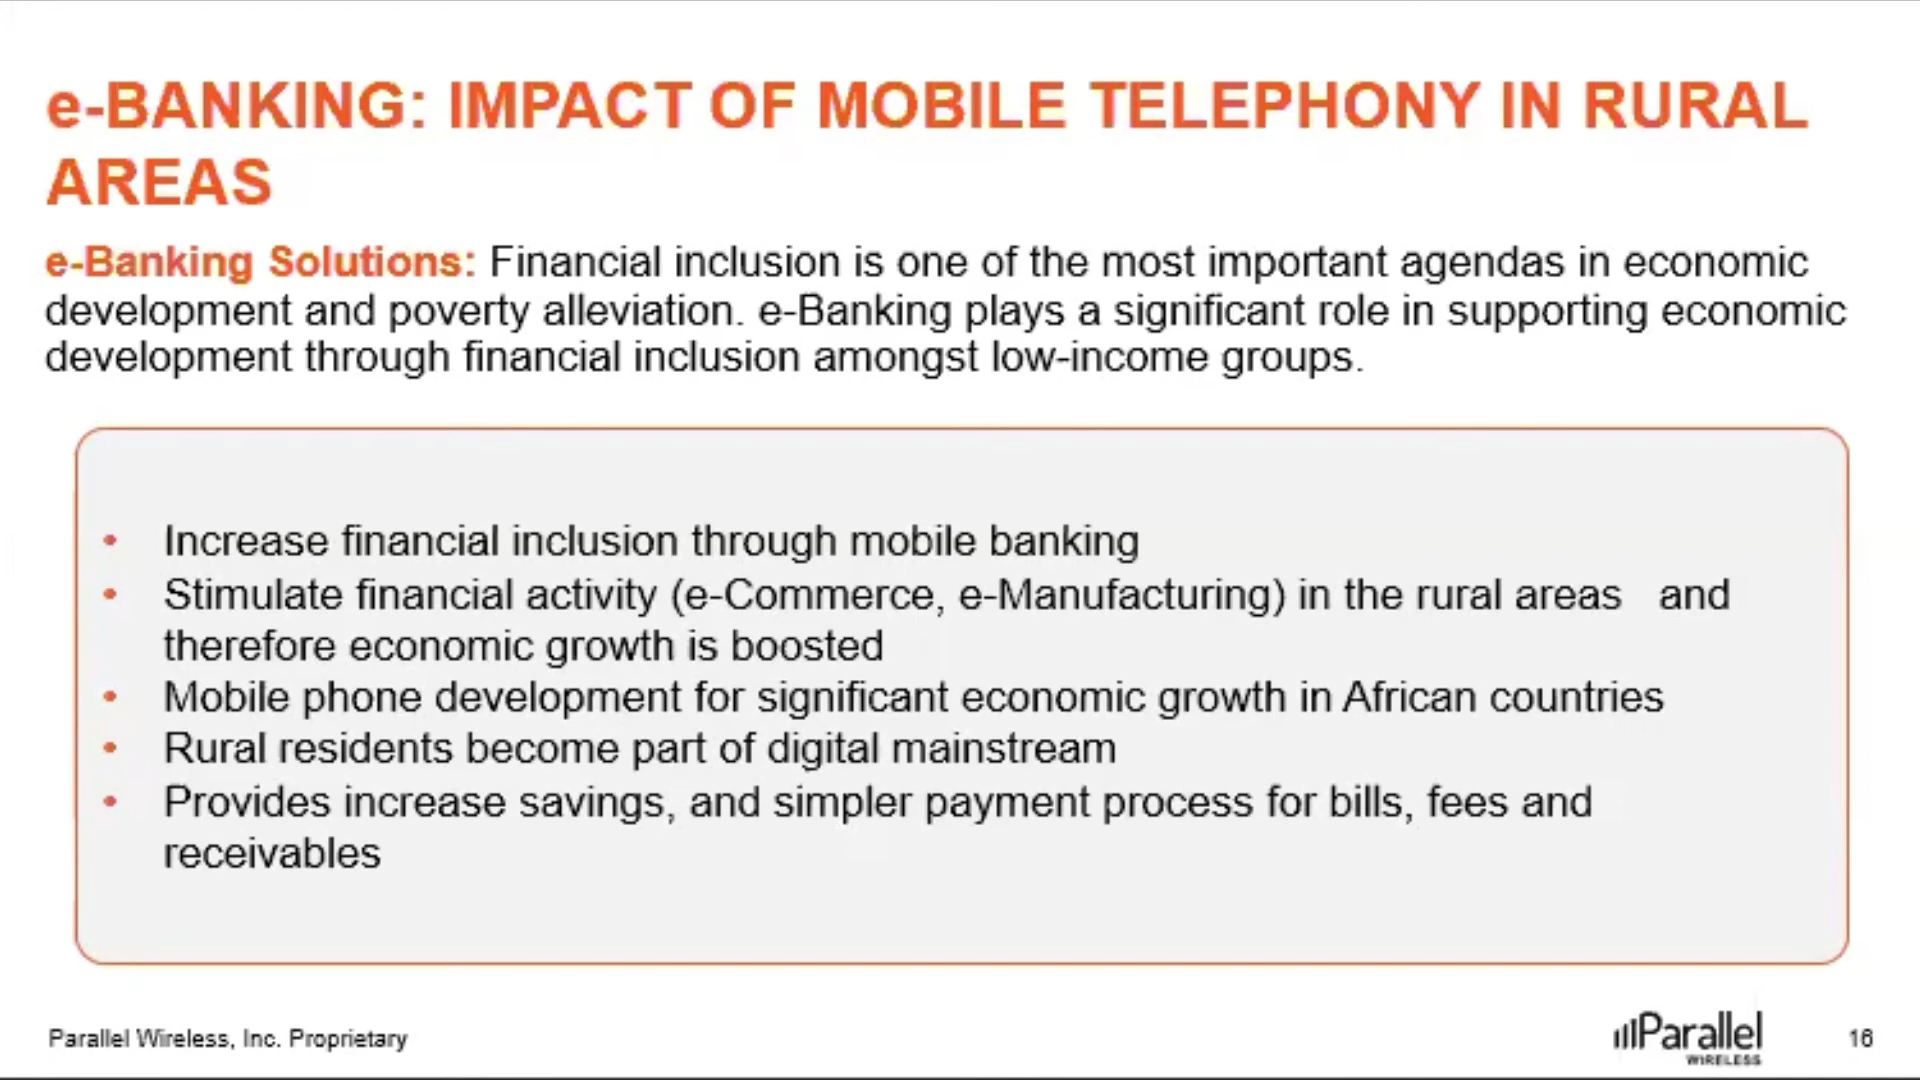 e-BANKING: IMPACT OF MOBILE TELEPHONY IN RURAL
AREAS
e-Banking Solutions: Financial inclusion is one of the most important agendas in economic
development and poverty alleviation. e-Banking plays a significant role in supporting economic
development through financial inclusion amongst low-income groups.
• Increase financial inclusion through mobile banking
• Stimulate financial activity (e-Commerce, e-Manufacturing) in the rural areas and
therefore economic growth is boosted
• Mobile phone development for significant economic growth in African countries
• Rural residents become part of digital mainstream
• Provides increase savings, and simpler payment process for bills, fees and
receivables
Parallel Wireless, Inc. Proprietary
Parallel
WIRELESS
16